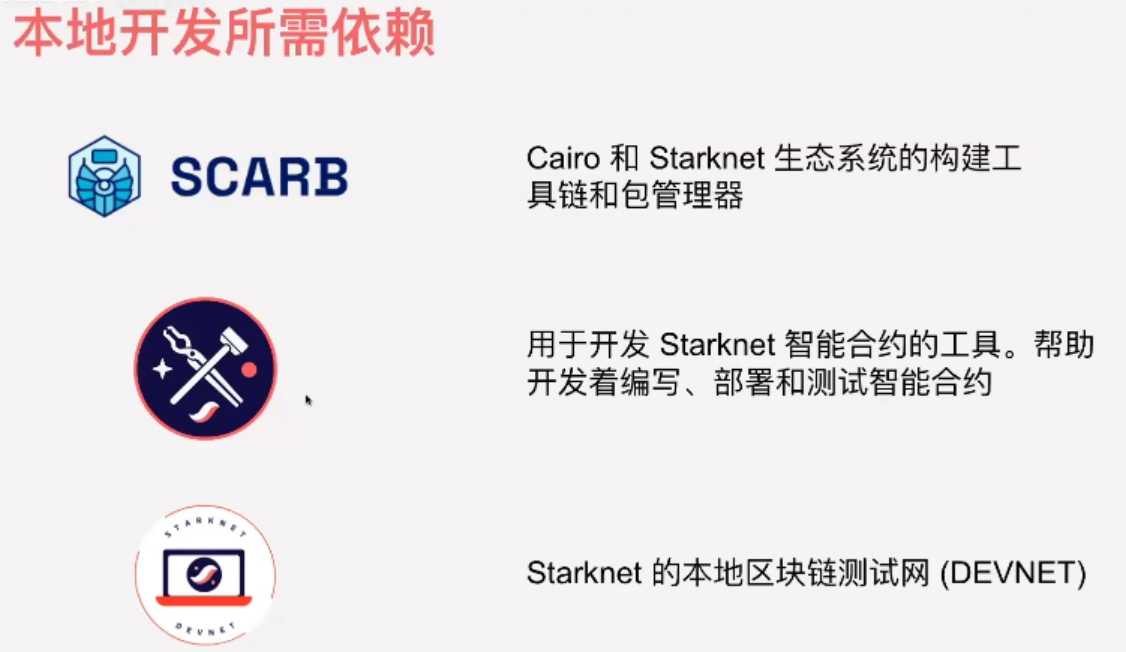 本地开发所需依赖
SCARB
Cairo 和 Starknet 生态系统的构建工
具链和包管理器
用于开发 Starknet 智能合约的工具。帮助
开发着编写、部署和测试智能合约
STARKNET
DEVNET
Starknet 的本地区块链测试网 (DEVNET)